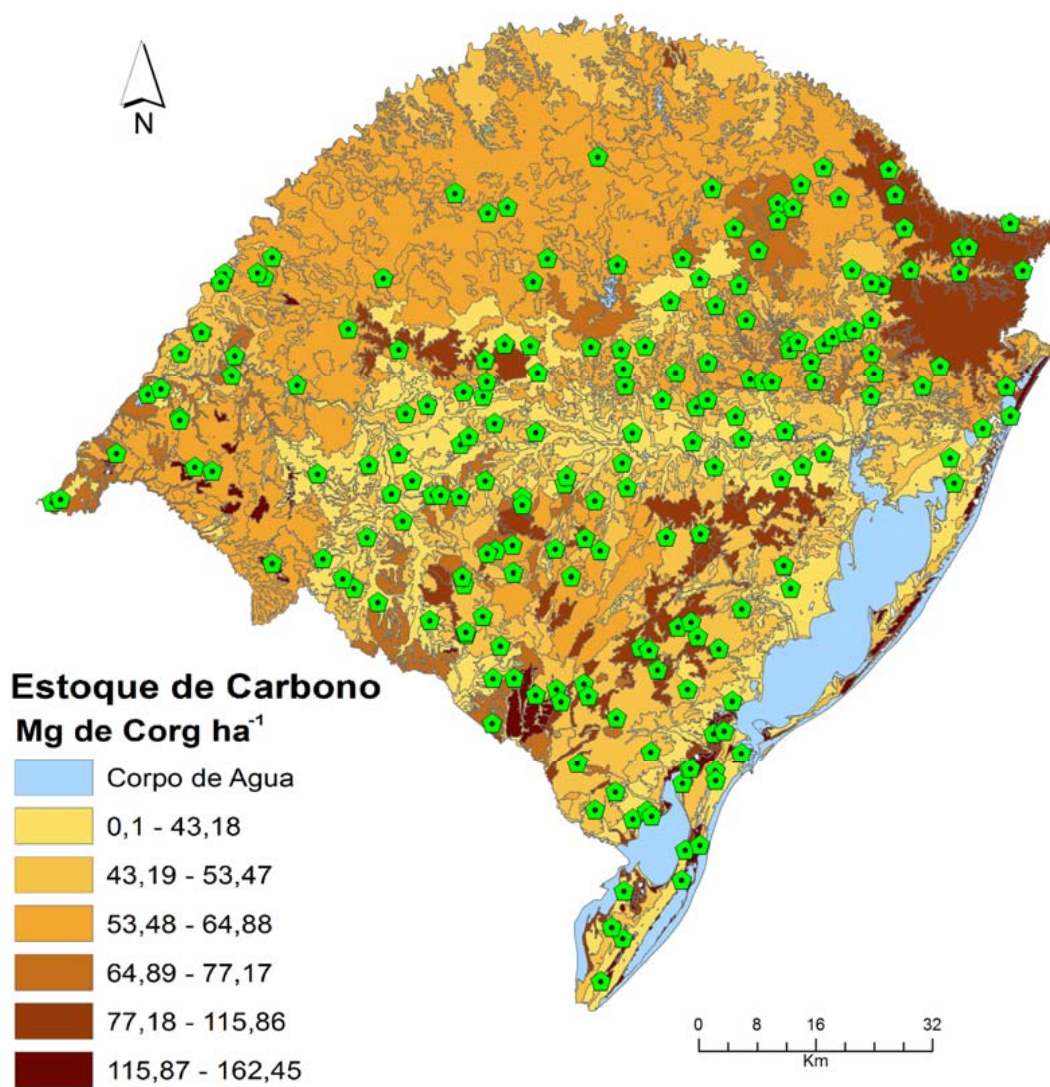 N
Estoque de Carbono
Mg de Corg ha⁻¹
Corpo de Agua
0,1 - 43,18
43,19 - 53,47
53,48 - 64,88
64,89 - 77,17
77,18 - 115,86
115,87 - 162,45
0 8 16 32
Km